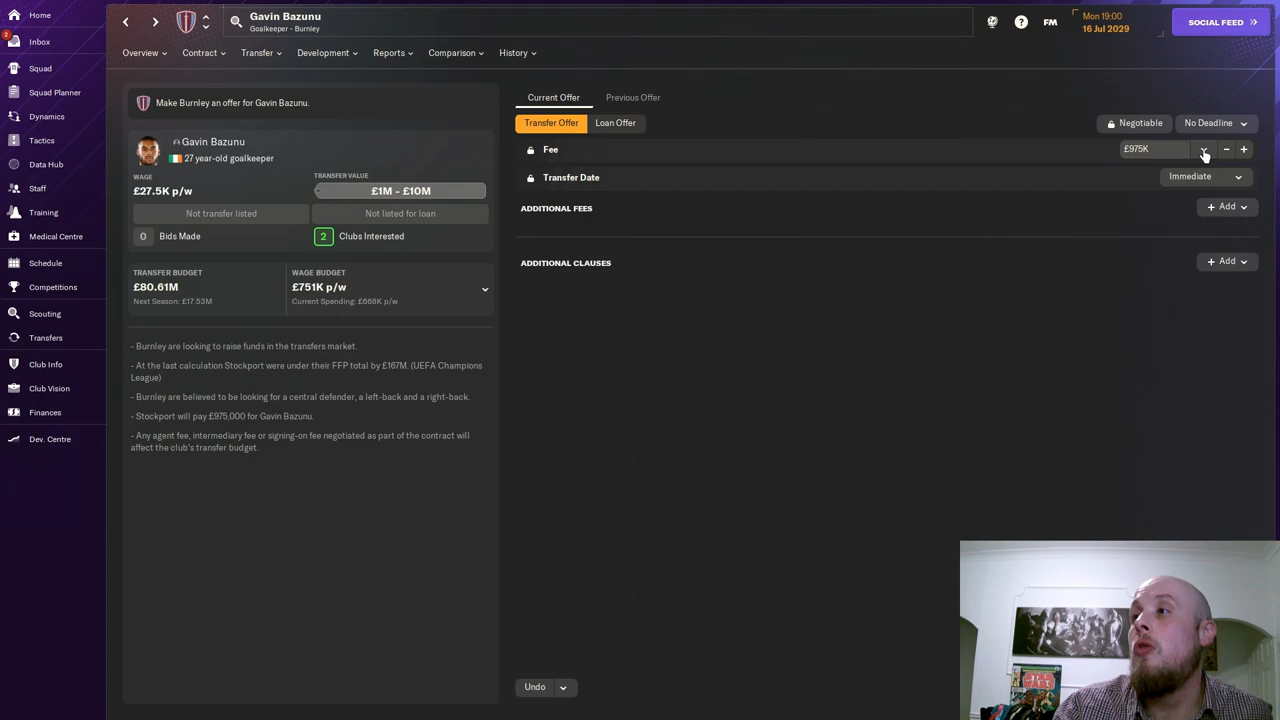 Home
2
Inbox
Squad
Squad Planner
Dynamics
Tactics
Data Hub
Staff
Training
Medical Centre
Schedule
Competitions
Scouting
Transfers
Club Info
Club Vision
Finances
Dev. Centre
Gavin Bazunu
Goalkeeper - Burnley
FM
Mon 19:00
16 Jul 2029
SOCIAL FEED
Overview Contract Transfer Development Reports Comparison History
Make Burnley an offer for Gavin Bazunu.
Gavin Bazunu
27 year-old goalkeeper
WAGE
£27.5K p/w
TRANSFER VALUE
£1M - £10M
Not transfer listed
Not listed for loan
0 Bids Made
2 Clubs Interested
TRANSFER BUDGET
£80.61M
Next Season: £17.53M
WAGE BUDGET
£751K p/w
Current Spending: £668K p/w
- Burnley are looking to raise funds in the transfers market.
- At the last calculation Stockport were under their FFP total by £167M. (UEFA Champions
League)
- Burnley are believed to be looking for a central defender, a left-back and a right-back.
- Stockport will pay £975,000 for Gavin Bazunu.
- Any agent fee, intermediary fee or signing-on fee negotiated as part of the contract will
affect the club's transfer budget.
Current Offer Previous Offer
Transfer Offer Loan Offer
Negotiable
No Deadline
Fee
£975K
Transfer Date
Immediate
ADDITIONAL FEES
+ Add
ADDITIONAL CLAUSES
+ Add
Undo
STAR
WARS